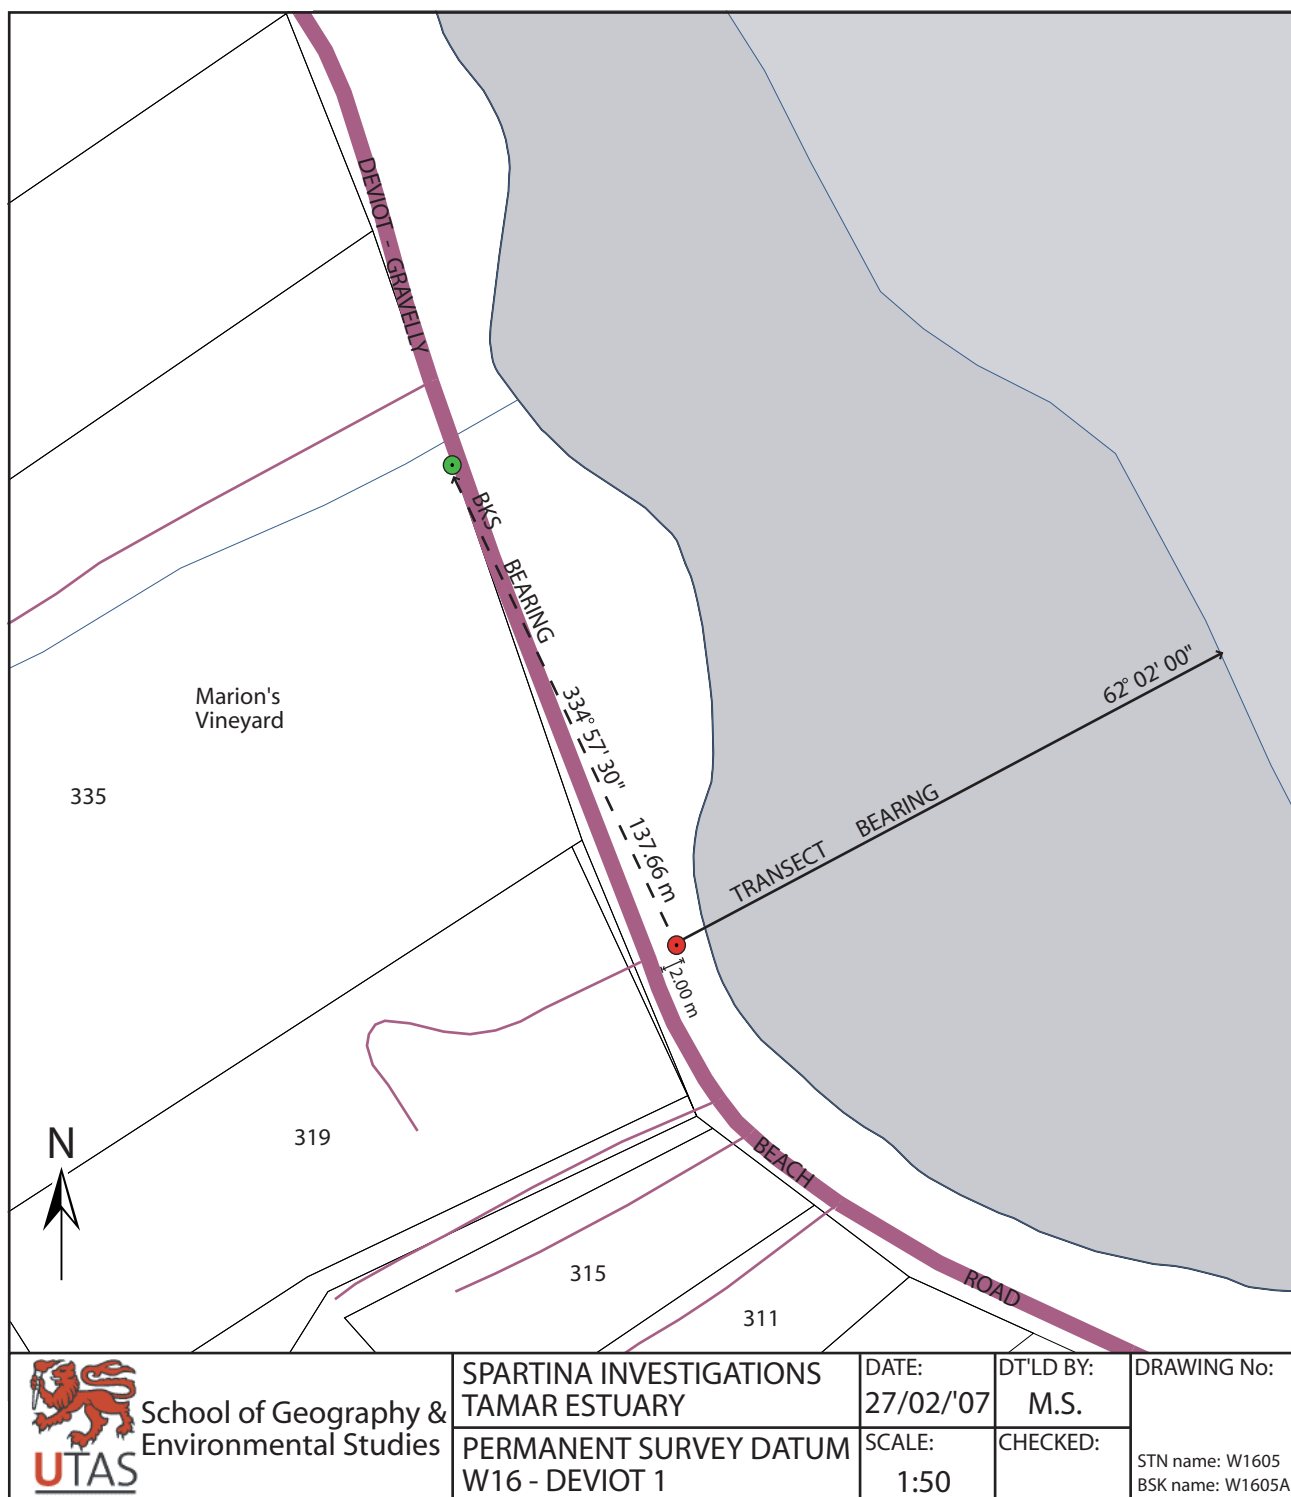 DEVIOT - GRAVELLY
BKS BEARING 334° 57' 30" 137.66 m
62° 02' 00"
TRANSECT BEARING
Marion's
Vineyard
335
2.00 m
319
N
BEACH
ROAD
315
311
School of Geography &
Environmental Studies
UTAS
SPARTINA INVESTIGATIONS
TAMAR ESTUARY
PERMANENT SURVEY DATUM
W16 - DEVIOT 1
DATE:
27/02/'07
SCALE:
1:50
DT'LD BY:
M.S.
CHECKED:
DRAWING No:
STN name: W1605
BSK name: W1605A